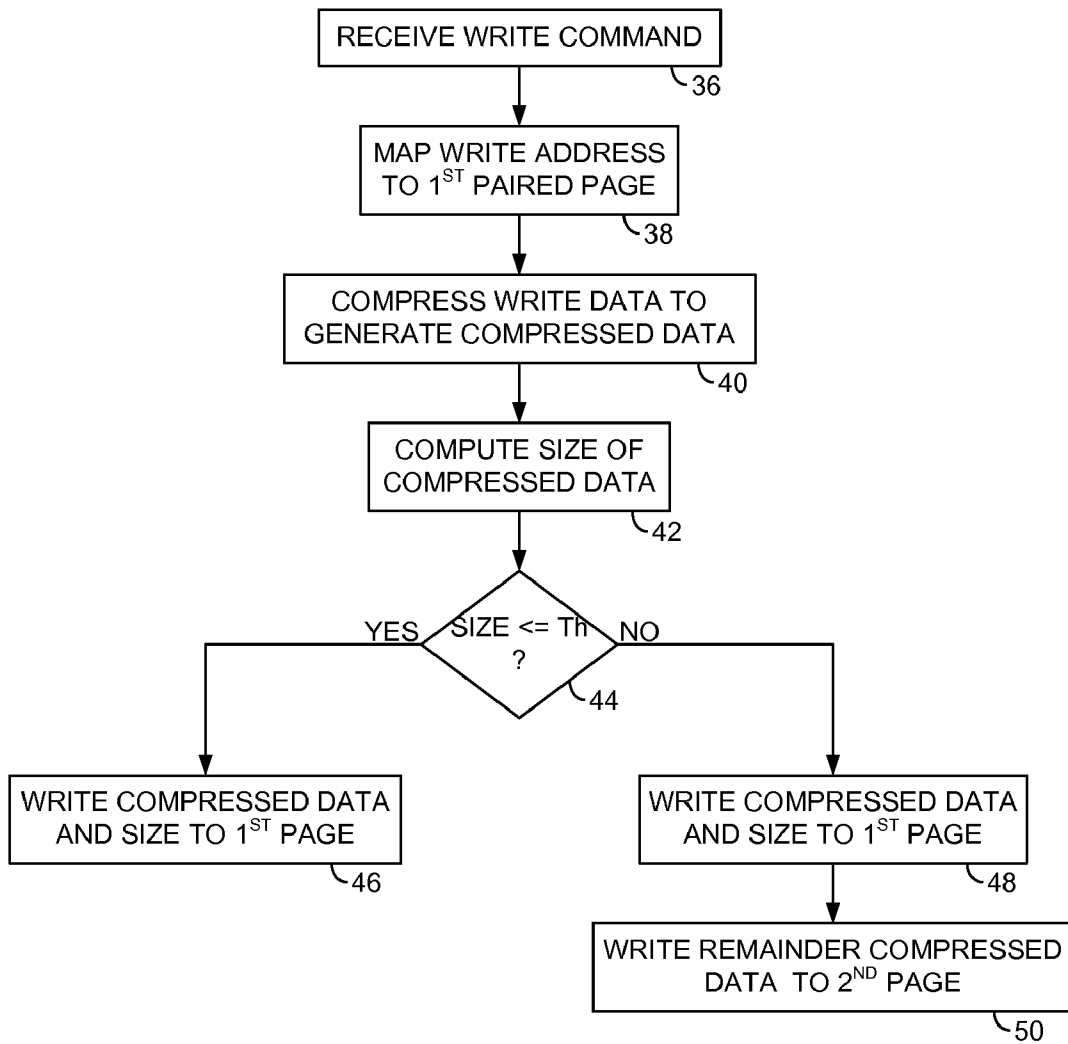 RECEIVE WRITE COMMAND
36
MAP WRITE ADDRESS
TO 1ST PAIRED PAGE
38
COMPRESS WRITE DATA TO
GENERATE COMPRESSED DATA
40
COMPUTE SIZE OF
COMPRESSED DATA
42
YES
SIZE <= Th
?
NO
44
WRITE COMPRESSED DATA
AND SIZE TO 1ST PAGE
46
WRITE COMPRESSED DATA
AND SIZE TO 1ST PAGE
48
WRITE REMAINDER COMPRESSED
DATA TO 2ND PAGE
50